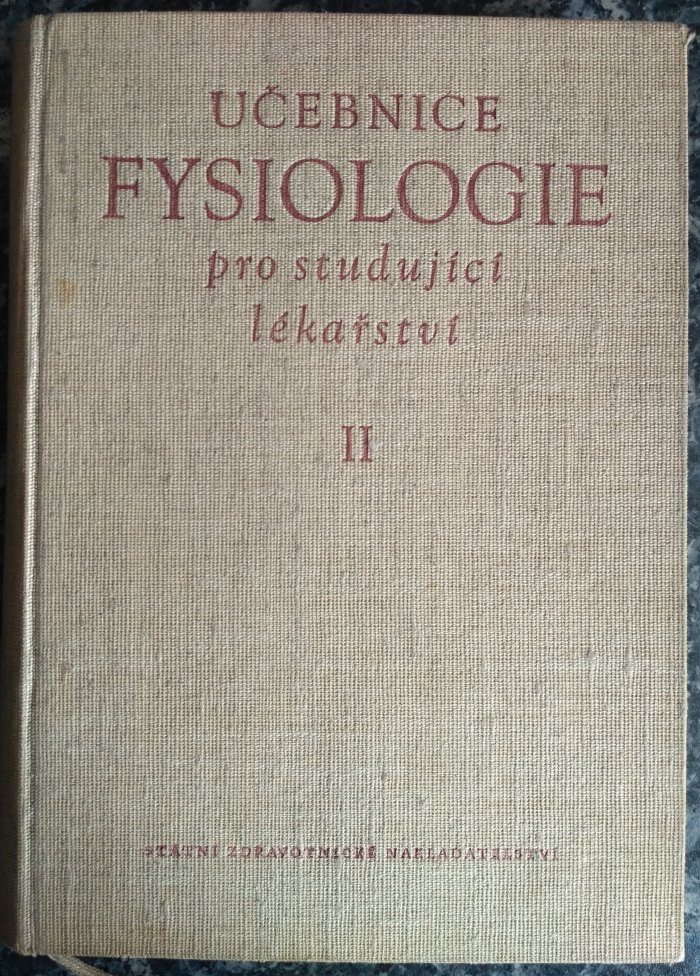 UČEBNICE
FYSIOLOGIE
pro studující
lékařství
II
STÁTNÍ ZDRAVOTNICKÉ NAKLADATELSTVÍ